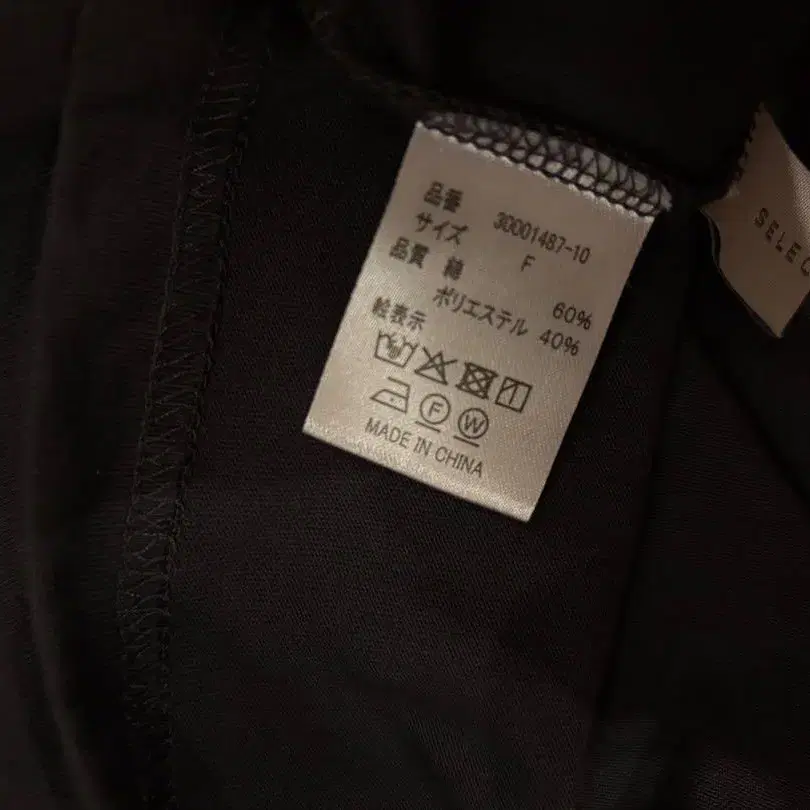 品番 30001487-10
サイズ F
品質 綿 60%
ポリエステル 40%
絵表示
F W
MADE IN CHINA
SELEC